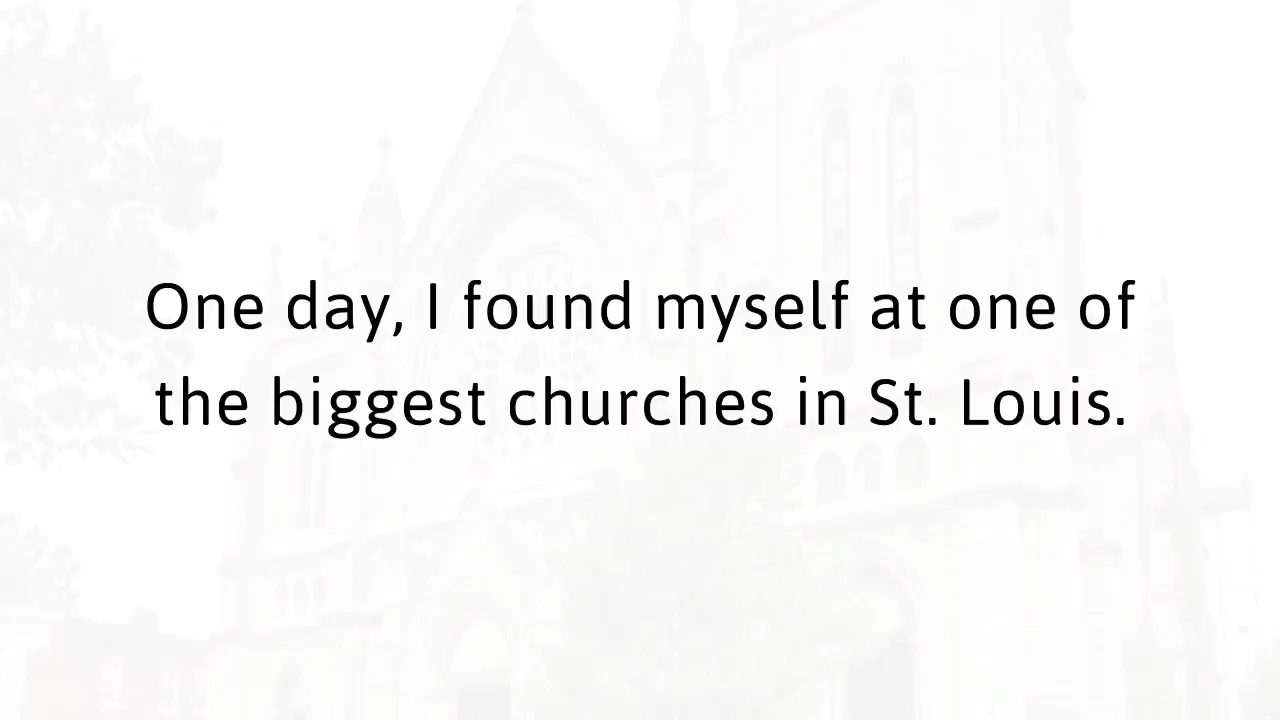 One day, I found myself at one of
the biggest churches in St. Louis.